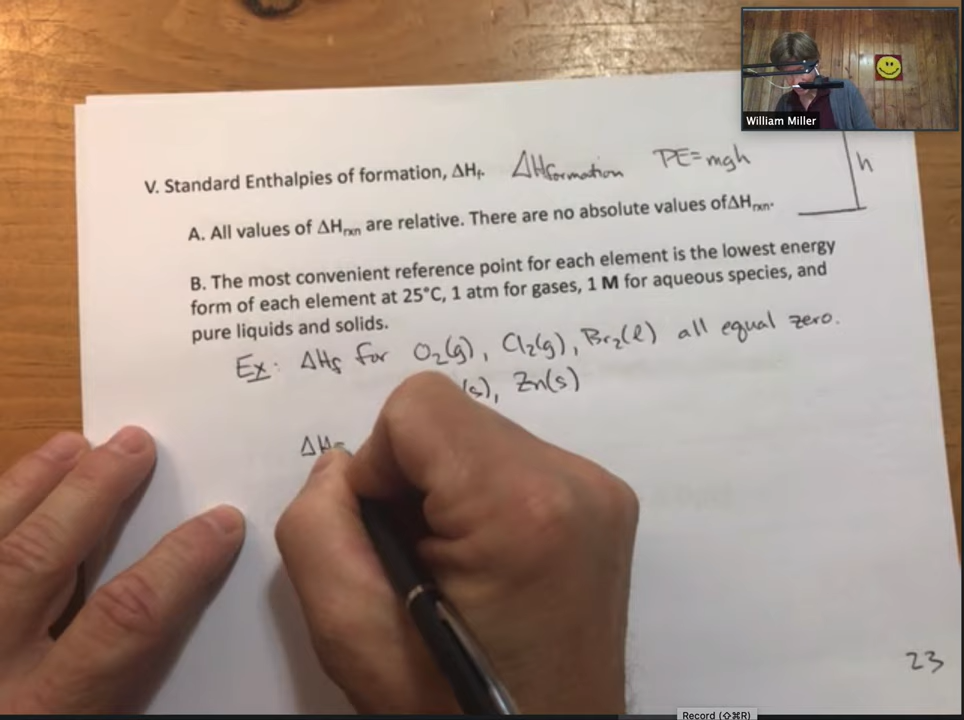 William Miller
V. Standard Enthalpies of formation, ΔHf. ΔHformation PE=mgh
h
A. All values of ΔHrxn are relative. There are no absolute values of ΔHrxn.
B. The most convenient reference point for each element is the lowest energy
form of each element at 25°C, 1 atm for gases, 1 M for aqueous species, and
pure liquids and solids.
Ex: ΔHf for O2(g), Cl2(g), Br2(l) all equal zero.
(s), Zn(s)
ΔH
23
Record (⇧⌘R)